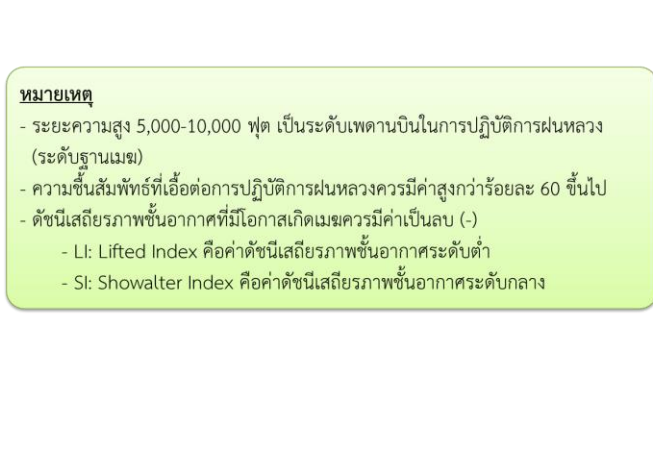 หมายเหตุ
- ระยะความสูง 5,000-10,000 ฟุต เป็นระดับเพดานบินในการปฏิบัติการฝนหลวง
(ระดับฐานเมฆ)
- ความชื้นสัมพัทธ์ที่เอื้อต่อการปฏิบัติการฝนหลวงควรมีค่าสูงกว่าร้อยละ 60 ขึ้นไป
- ดัชนีเสถียรภาพชั้นอากาศที่มีโอกาสเกิดเมฆควรมีค่าเป็นลบ (-)
- LI: Lifted Index คือค่าดัชนีเสถียรภาพชั้นอากาศระดับต่ำ
- SI: Showalter Index คือค่าดัชนีเสถียรภาพชั้นอากาศระดับกลาง